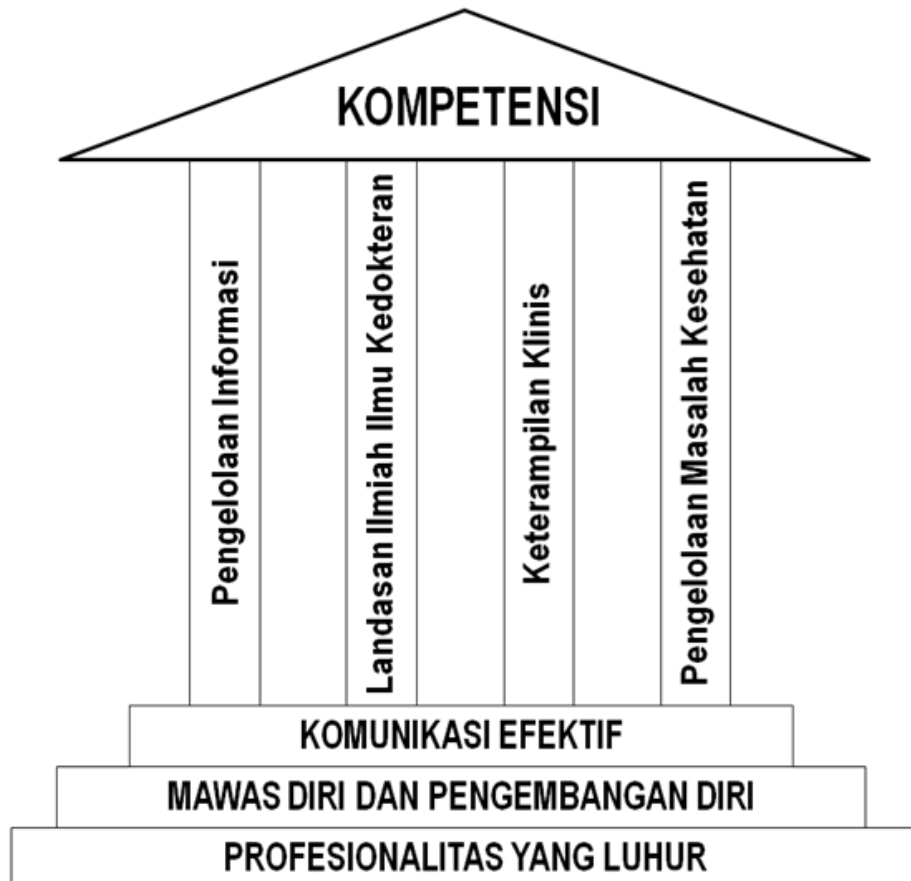 KOMPETENSI
Pengelolaan Informasi
Landasan Ilmiah Ilmu Kedokteran
Keterampilan Klinis
Pengelolaan Masalah Kesehatan
KOMUNIKASI EFEKTIF
MAWAS DIRI DAN PENGEMBANGAN DIRI
PROFESIONALITAS YANG LUHUR